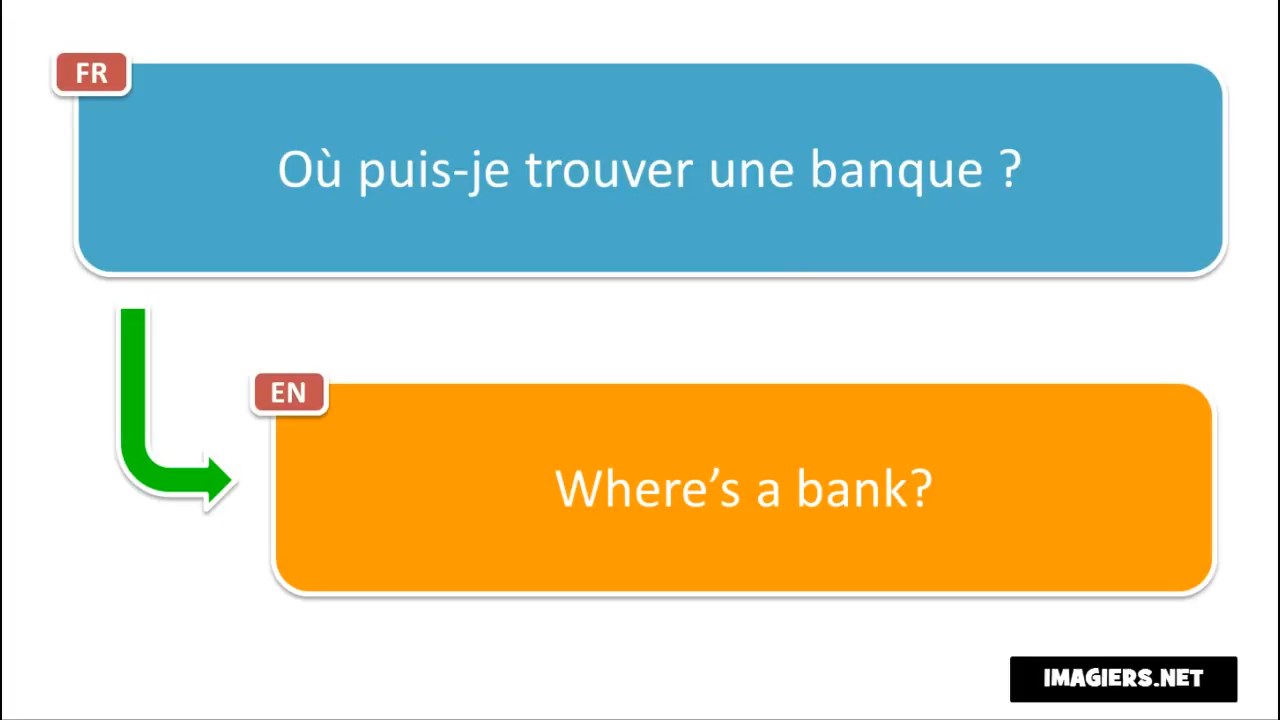 FR
Où puis-je trouver une banque ?
EN
Where’s a bank?
IMAGIERS.NET